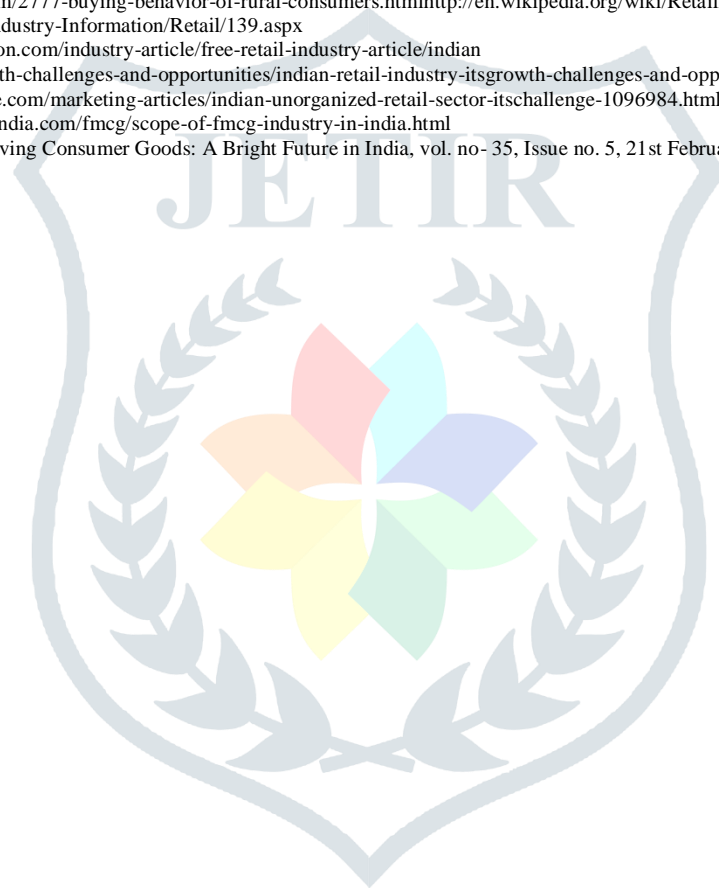 m/2777-buying-behavior-of-rural-consumers.htmlhttp://en.wikipedia.org/wiki/Retail
dustry-Information/Retail/139.aspx
on.com/industry-article/free-retail-industry-article/indian
th-challenges-and-opportunities/indian-retail-industry-itsgrowth-challenges-and-opp
e.com/marketing-articles/indian-unorganized-retail-sector-itschallenge-1096984.html
ndia.com/fmcg/scope-of-fmcg-industry-in-india.html
ving Consumer Goods: A Bright Future in India, vol. no- 35, Issue no. 5, 21st Februa
JETIR